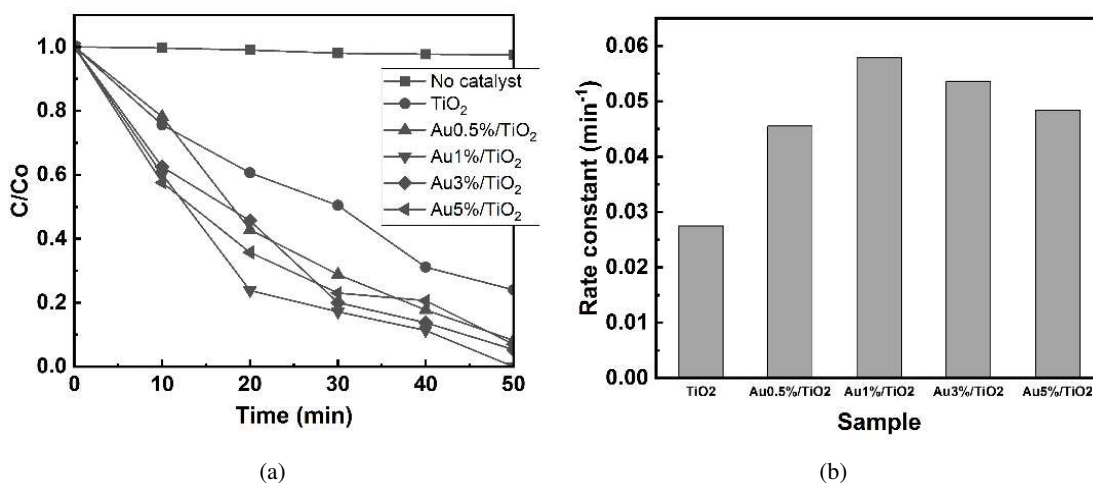 1.0
0.8
0.6
0.4
0.2
0.0
0 10 20 30 40 50
C/Co
Time (min)
No catalyst
TiO₂
Au0.5%/TiO₂
Au1%/TiO₂
Au3%/TiO₂
Au5%/TiO₂
(a)
0.06
0.05
0.04
0.03
0.02
0.01
0.00
Rate constant (min⁻¹)
TiO2 Au0.5%/TiO2 Au1%/TiO2 Au3%/TiO2 Au5%/TiO2
Sample
(b)